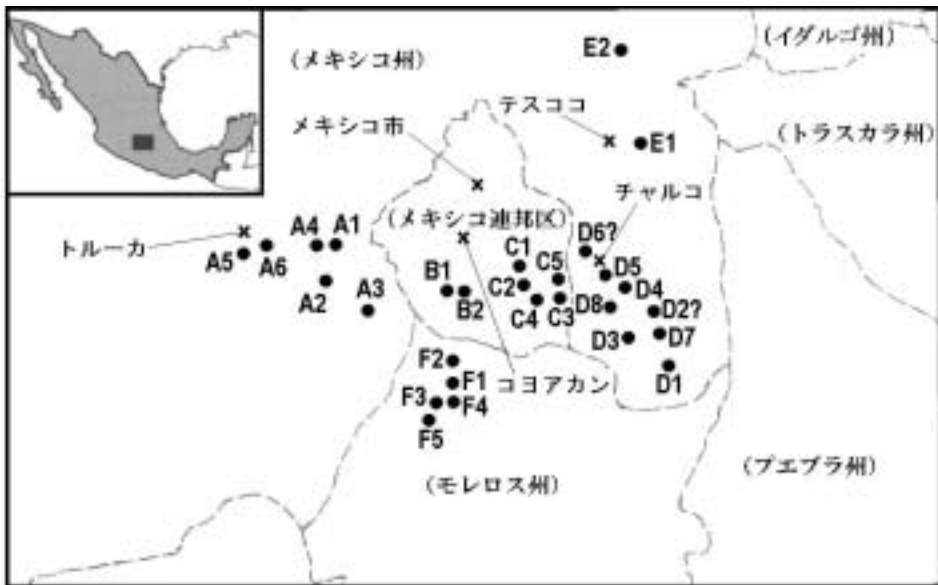 (イダルゴ州)
(メキシコ州)
E2
テスココ
メキシコ市
(トラスカラ州)
E1
チャルコ
(メキシコ連邦区)
トルーカ
A4
A1
D6?
A5
A6
C1
C5
D5
A2
A3
B1
B2
C2
C4
C3
D8
D4
D2?
D3
D7
D1
F2
F1
コヨアカン
F3
F4
F5
(モレロス州)
(プエブラ州)